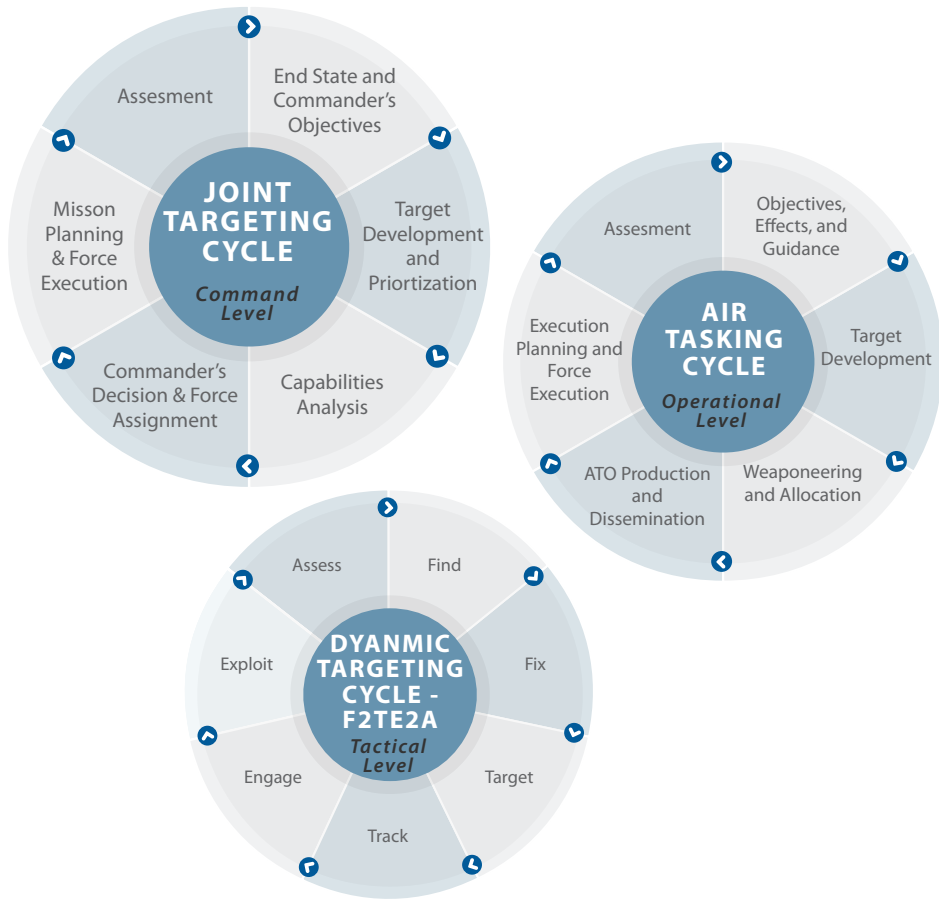 JOINT
TARGETING
CYCLE
Command
Level
End State and
Commander's
Objectives
Target
Development
and
Prioritization
Capabilities
Analysis
Commander's
Decision & Force
Assignment
Misson
Planning
& Force
Execution
Assesment
AIR
TASKING
CYCLE
Operational
Level
Objectives,
Effects, and
Guidance
Target
Development
Weaponeering
and Allocation
ATO Production
and
Dissemination
Execution
Planning and
Force
Execution
Assesment
DYANMIC
TARGETING
CYCLE -
F2TE2A
Tactical
Level
Find
Fix
Target
Track
Engage
Exploit
Assess